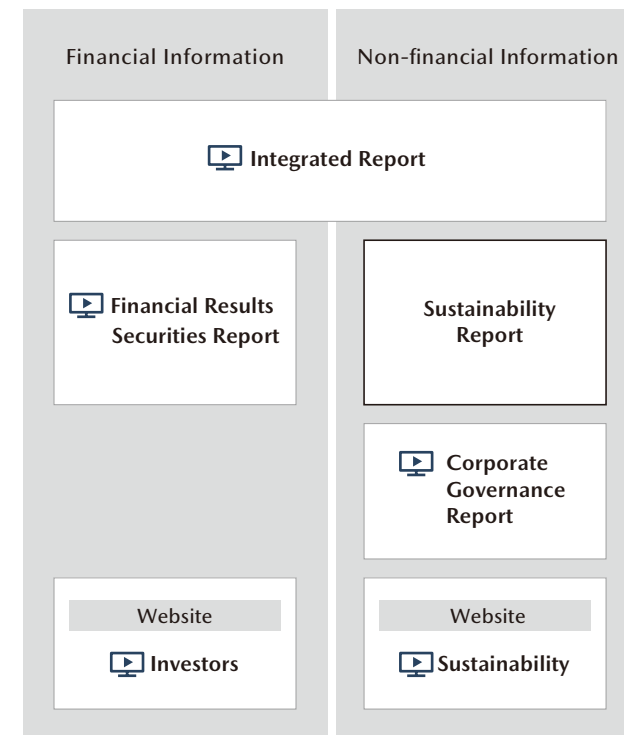 Financial Information
Non-financial Information
Integrated Report
Financial Results
Securities Report
Sustainability
Report
Corporate
Governance
Report
Website
Investors
Website
Sustainability